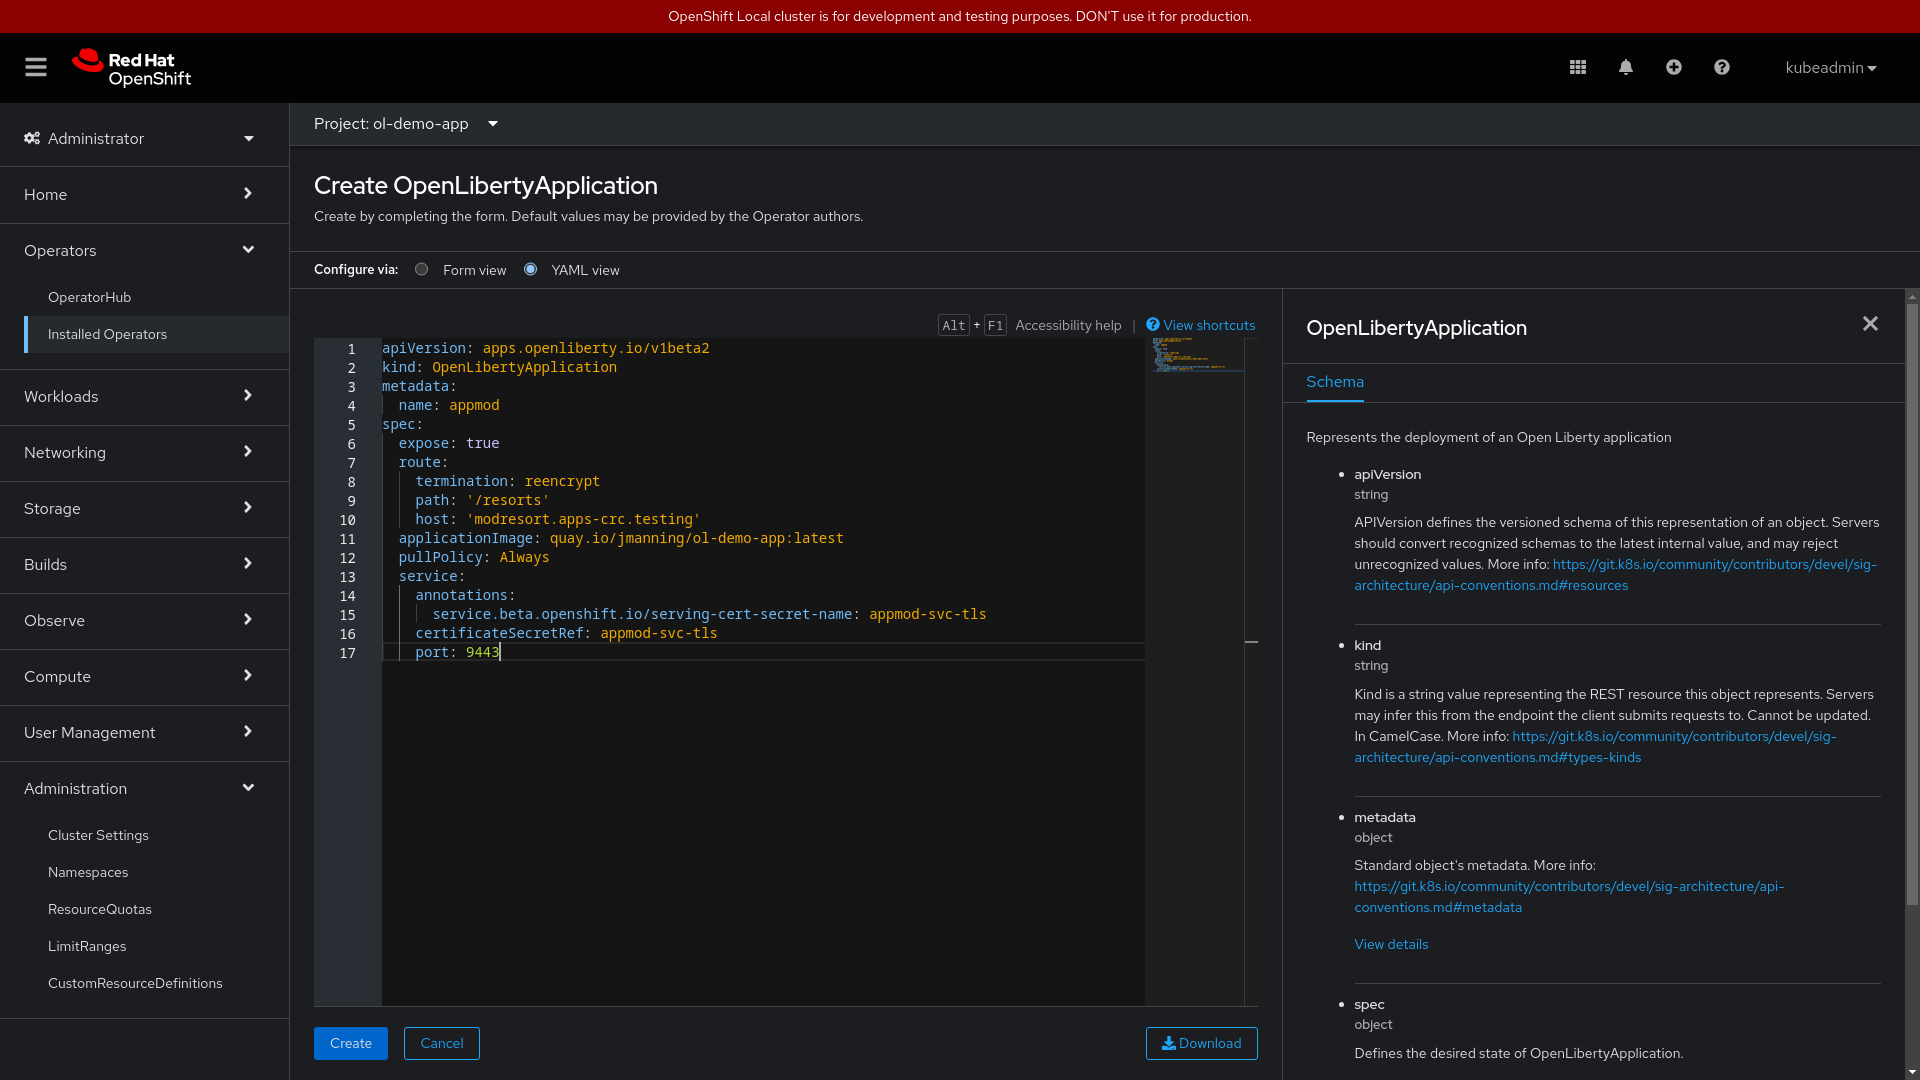 OpenShift Local cluster is for development and testing purposes. DON'T use it for production.
Red Hat
OpenShift
kubeadmin
Administrator
Home
Operators
OperatorHub
Installed Operators
Workloads
Networking
Storage
Builds
Observe
Compute
User Management
Administration
Cluster Settings
Namespaces
ResourceQuotas
LimitRanges
CustomResourceDefinitions
Project: ol-demo-app
Create OpenLibertyApplication
Create by completing the form. Default values may be provided by the Operator authors.
Configure via: Form view YAML view
Alt + F1 Accessibility help | View shortcuts
1 apiVersion: apps.openliberty.io/v1beta2
2 kind: OpenLibertyApplication
3 metadata:
4 name: appmod
5 spec:
6 expose: true
7 route:
8 termination: reencrypt
9 path: '/resorts'
10 host: 'modresort.apps-crc.testing'
11 applicationImage: quay.io/jmanning/ol-demo-app:latest
12 pullPolicy: Always
13 service:
14 annotations:
15 service.beta.openshift.io/serving-cert-secret-name: appmod-svc-tls
16 certificateSecretRef: appmod-svc-tls
17 port: 9443
Create Cancel Download
OpenLibertyApplication
Schema
Represents the deployment of an Open Liberty application
• apiVersion
string
APIVersion defines the versioned schema of this representation of an object. Servers
should convert recognized schemas to the latest internal value, and may reject
unrecognized values. More info: https://git.k8s.io/community/contributors/devel/sig-
architecture/api-conventions.md#resources
• kind
string
Kind is a string value representing the REST resource this object represents. Servers
may infer this from the endpoint the client submits requests to. Cannot be updated.
In CamelCase. More info: https://git.k8s.io/community/contributors/devel/sig-
architecture/api-conventions.md#types-kinds
• metadata
object
Standard object's metadata. More info:
https://git.k8s.io/community/contributors/devel/sig-architecture/api-
conventions.md#metadata
View details
• spec
object
Defines the desired state of OpenLibertyApplication.